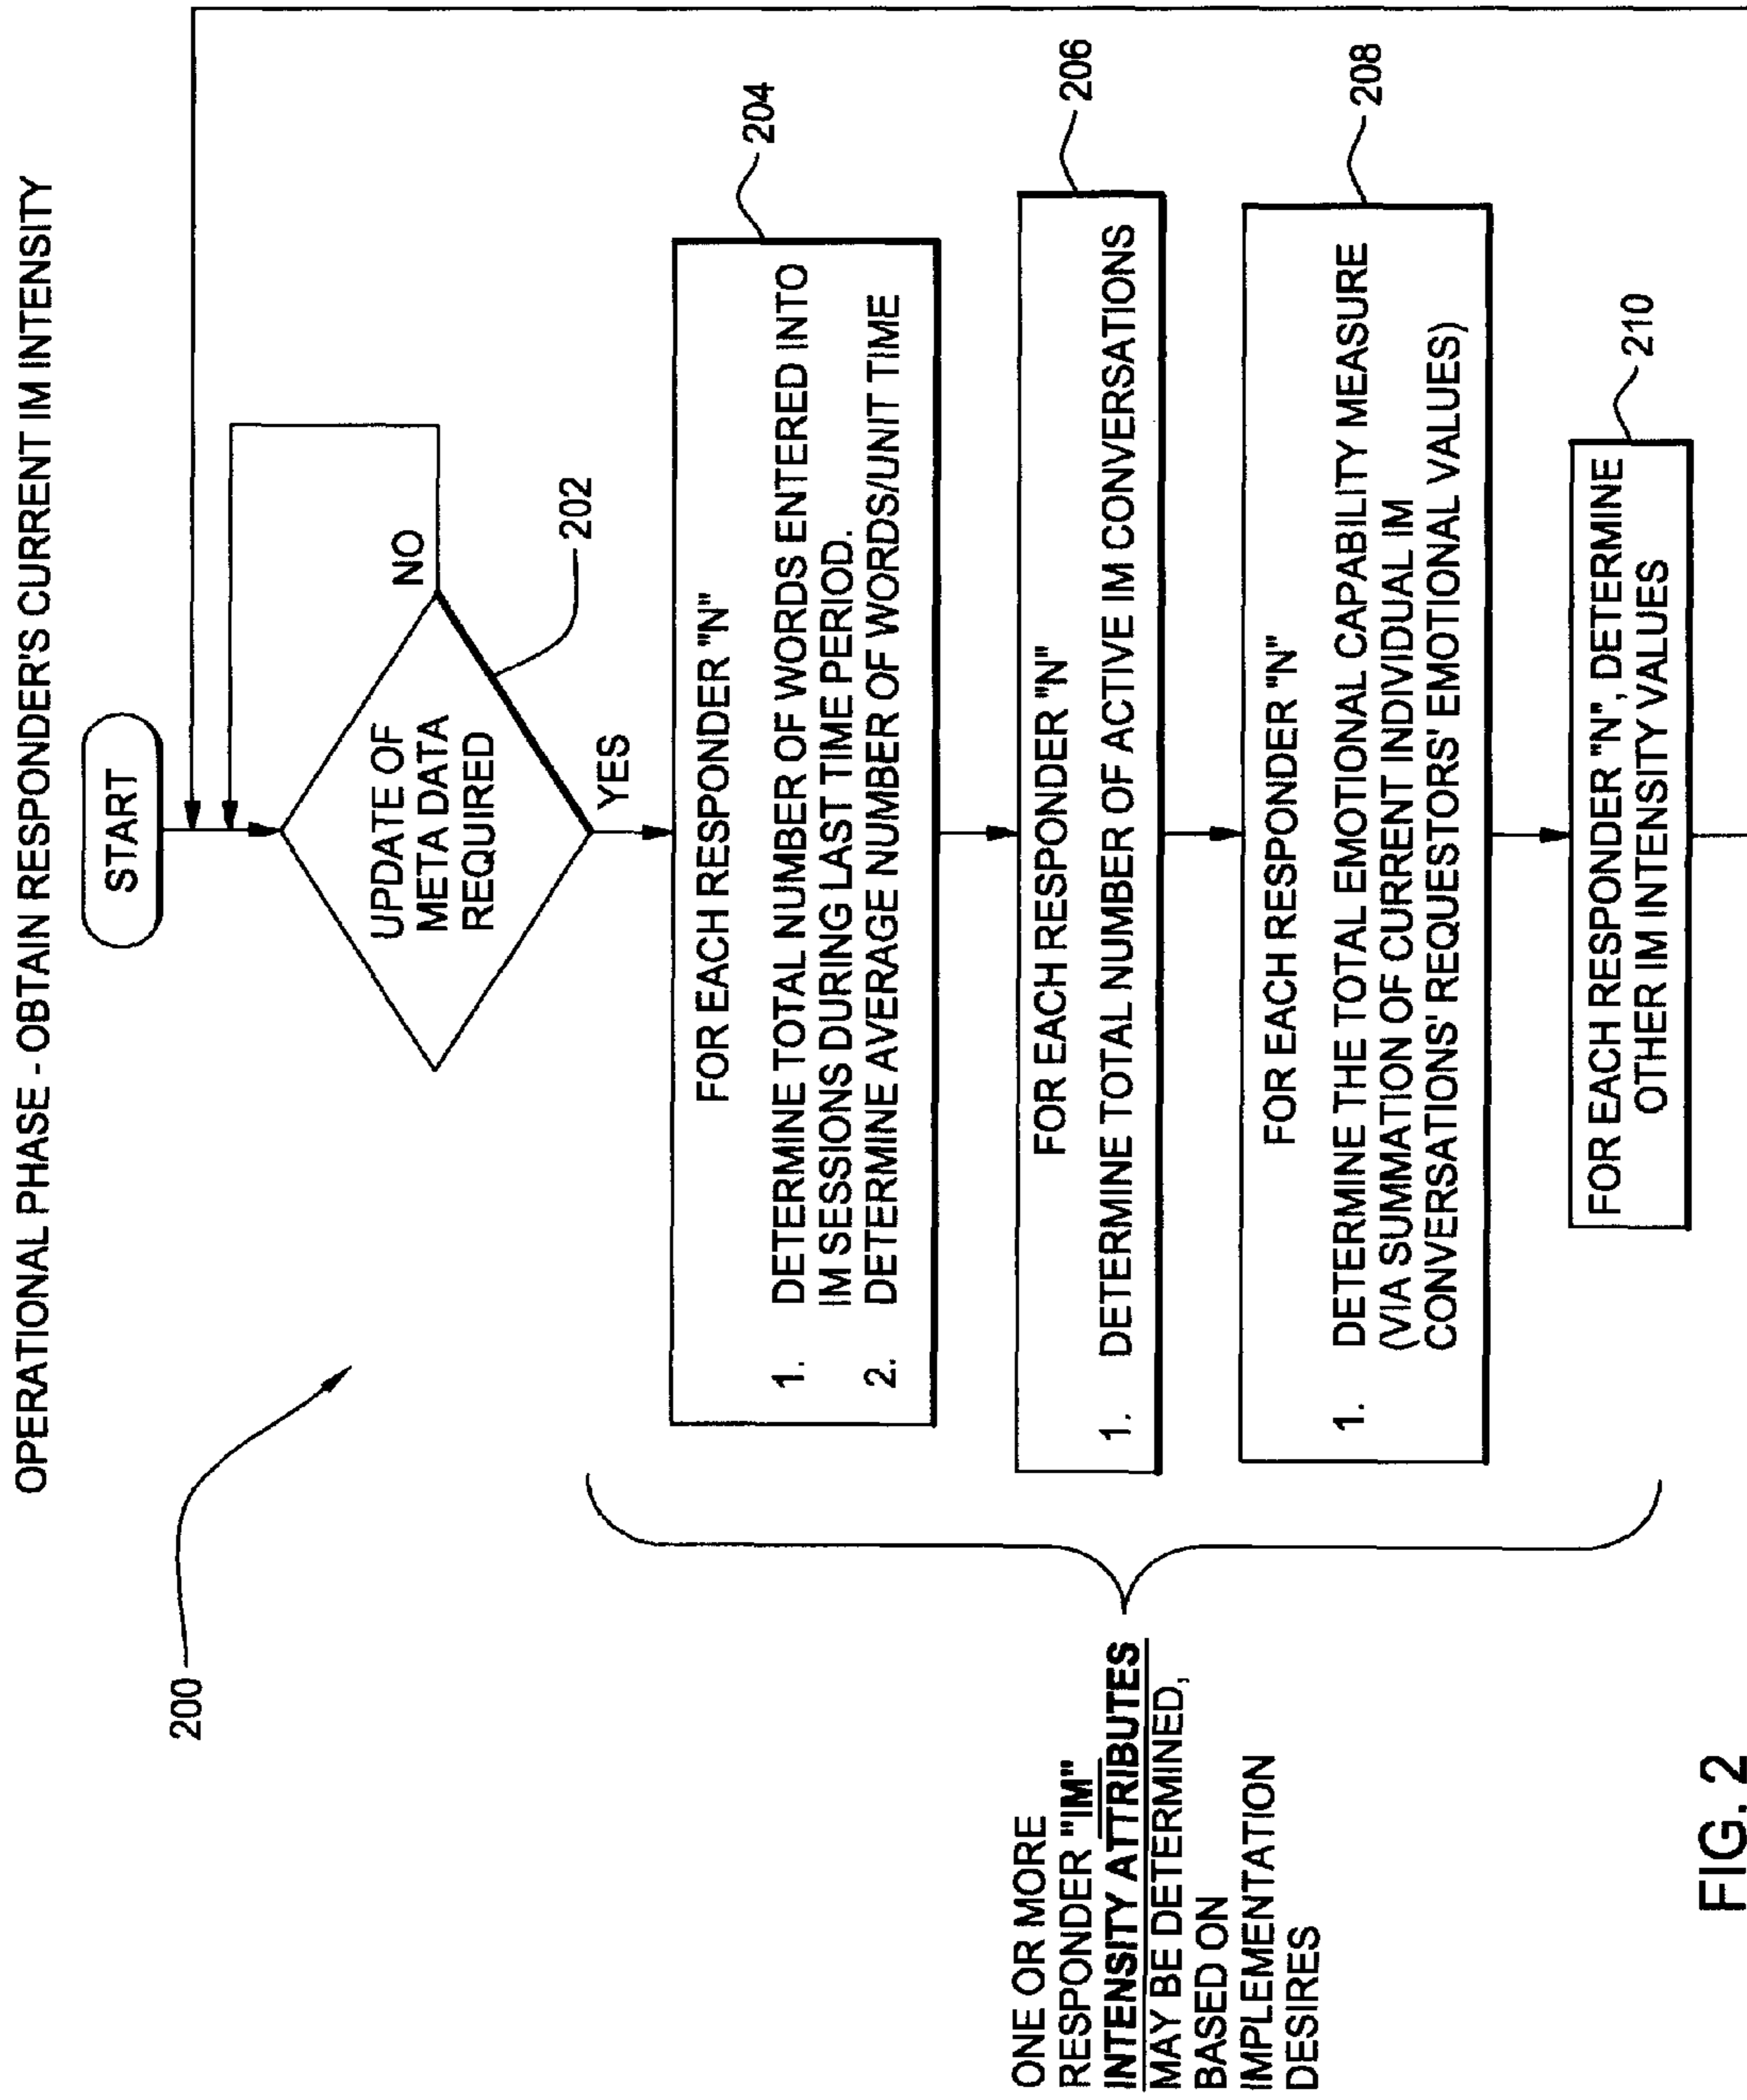 OPERATIONAL PHASE - OBTAIN RESPONDER'S CURRENT IM INTENSITY
200
START
UPDATE OF
META DATA
REQUIRED
NO
202
YES
204
FOR EACH RESPONDER "N"
1. DETERMINE TOTAL NUMBER OF WORDS ENTERED INTO
IM SESSIONS DURING LAST TIME PERIOD.
2. DETERMINE AVERAGE NUMBER OF WORDS/UNIT TIME
206
FOR EACH RESPONDER "N"
1. DETERMINE TOTAL NUMBER OF ACTIVE IM CONVERSATIONS
208
FOR EACH RESPONDER "N"
1. DETERMINE THE TOTAL EMOTIONAL CAPABILITY MEASURE
(VIA SUMMATION OF CURRENT INDIVIDUAL IM
CONVERSATIONS' REQUESTORS' EMOTIONAL VALUES)
210
FOR EACH RESPONDER "N", DETERMINE
OTHER IM INTENSITY VALUES
ONE OR MORE
RESPONDER "IM"
INTENSITY ATTRIBUTES
MAY BE DETERMINED,
BASED ON
IMPLEMENTATION
DESIRES
FIG. 2